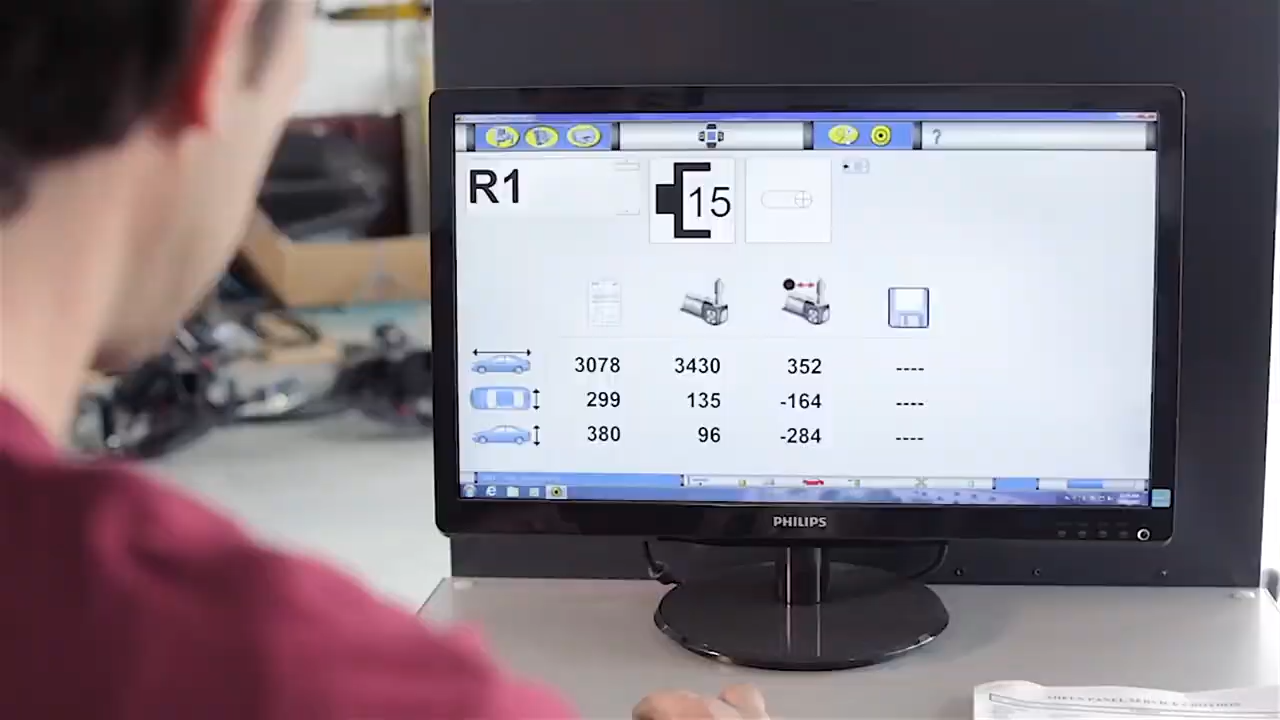 ?
R1
15
3078 3430 352 ----
299 135 -164 ----
380 96 -284 ----
PHILIPS